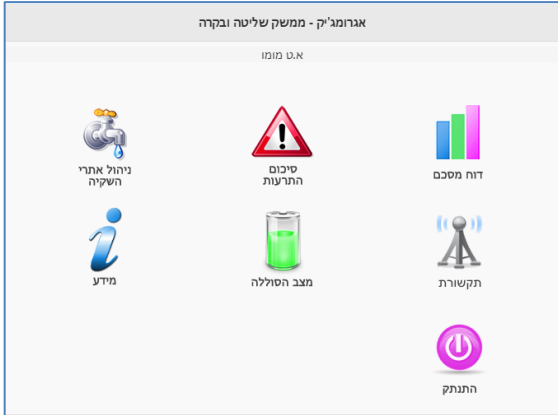 אגרומג'יק - ממשק שליטה ובקרה
א.ט מומו
דוח מסכם
סיכום
התרעות
ניהול אתרי
השקיה
תקשורת
מצב הסוללה
מידע
התנתק